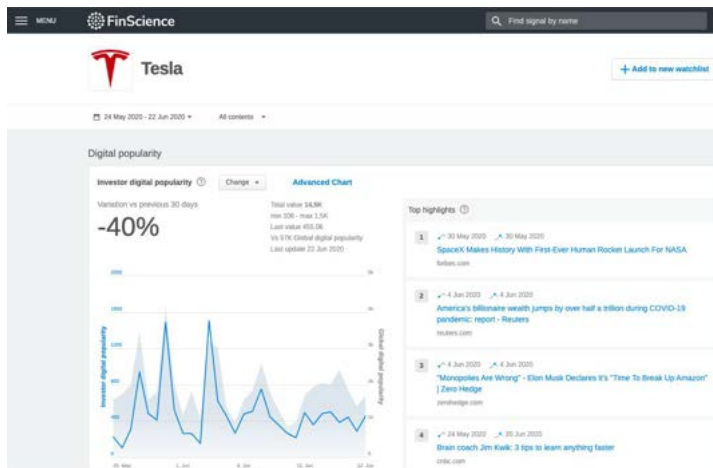 MENU
FinScience
Find signal by name
Tesla
+ Add to new watchlist
24 May 2020 - 22 Jun 2020
All contents
Digital popularity
Investor digital popularity
Change
Advanced Chart
Variation vs previous 30 days
-40%
Total value 14,5K
min 106 - max 1,5K
Last value 455.06
Vs 57K Global digital popularity
Last update 22 Jun 2020
Top highlights
1
30 May 2020
30 May 2020
SpaceX Makes History With First-Ever Human Rocket Launch For NASA
forbes.com
2
4 Jun 2020
4 Jun 2020
America's billionaire wealth jumps by over half a trillion during COVID-19
pandemic: report - Reuters
reuters.com
3
4 Jun 2020
4 Jun 2020
"Monopolies Are Wrong" - Elon Musk Declares It's "Time To Break Up Amazon"
| Zero Hedge
zerohedge.com
4
24 May 2020
Brain coach Jim Kwik: 3 tips to learn anything faster
cnbc.com
Investor digital popularity
Global digital popularity
1200
400
0
0
1 Jun